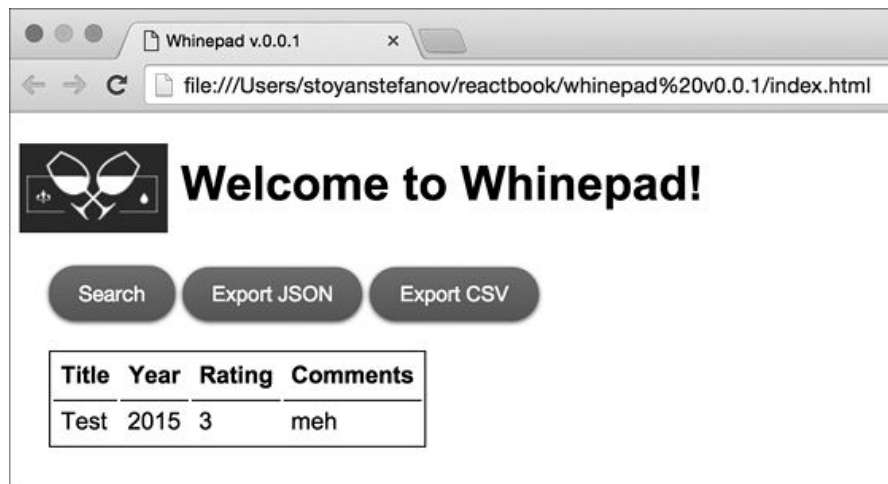 Whinepad v.0.0.1
file:///Users/stoyanstefanov/reactbook/whinepad%20v0.0.1/index.html
Welcome to Whinepad!
Search Export JSON Export CSV
Title Year Rating Comments
Test 2015 3 meh